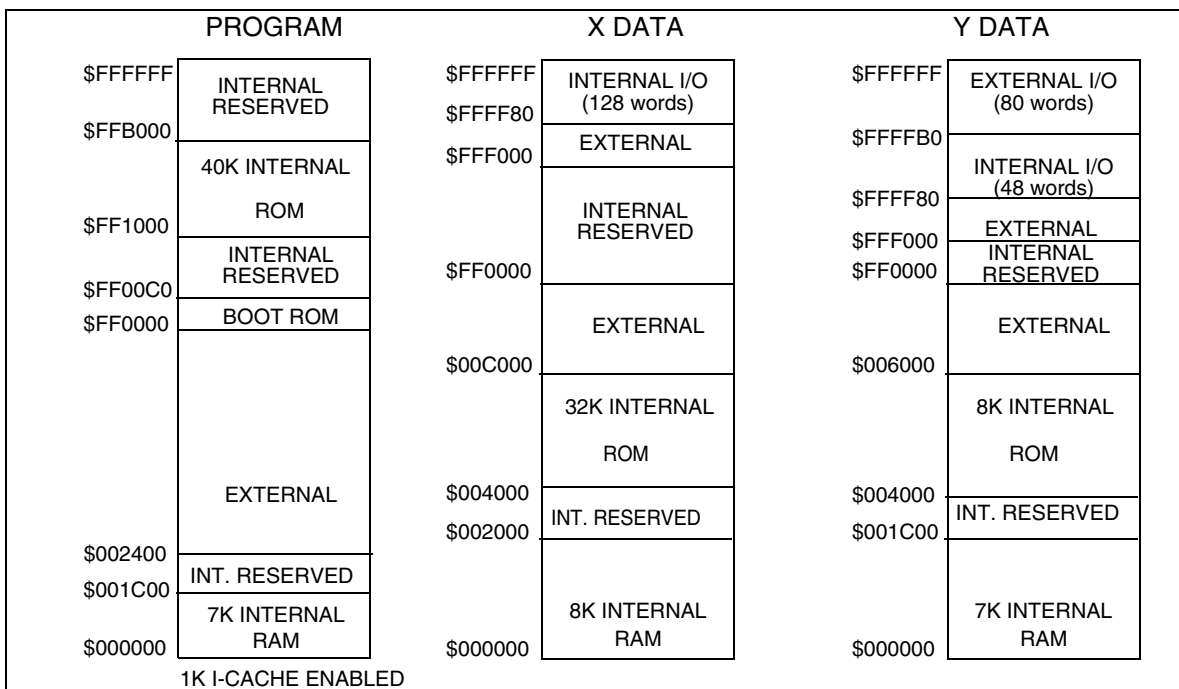 PROGRAM
$FFFFFF
INTERNAL
RESERVED
$FFB000
40K INTERNAL
ROM
$FF1000
INTERNAL
RESERVED
$FF00C0
BOOT ROM
$FF0000
EXTERNAL
$002400
INT. RESERVED
$001C00
7K INTERNAL
RAM
$000000
1K I-CACHE ENABLED
X DATA
$FFFFFF
INTERNAL I/O
(128 words)
$FFFF80
EXTERNAL
$FFF000
INTERNAL
RESERVED
$FF0000
EXTERNAL
$00C000
32K INTERNAL
ROM
$004000
INT. RESERVED
$002000
8K INTERNAL
RAM
$000000
Y DATA
$FFFFFF
EXTERNAL I/O
(80 words)
$FFFFB0
INTERNAL I/O
(48 words)
$FFFF80
EXTERNAL
$FFF000
INTERNAL
RESERVED
$FF0000
EXTERNAL
$006000
8K INTERNAL
ROM
$004000
INT. RESERVED
$001C00
7K INTERNAL
RAM
$000000